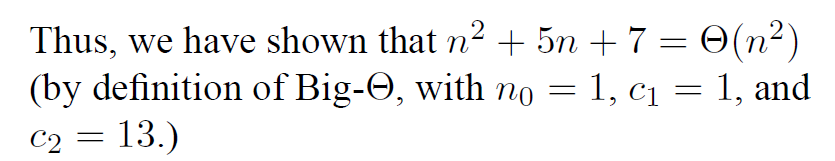 Thus, we have shown that n² + 5n + 7 = Θ(n²)
(by definition of Big-Θ, with n₀ = 1, c₁ = 1, and
c₂ = 13.)